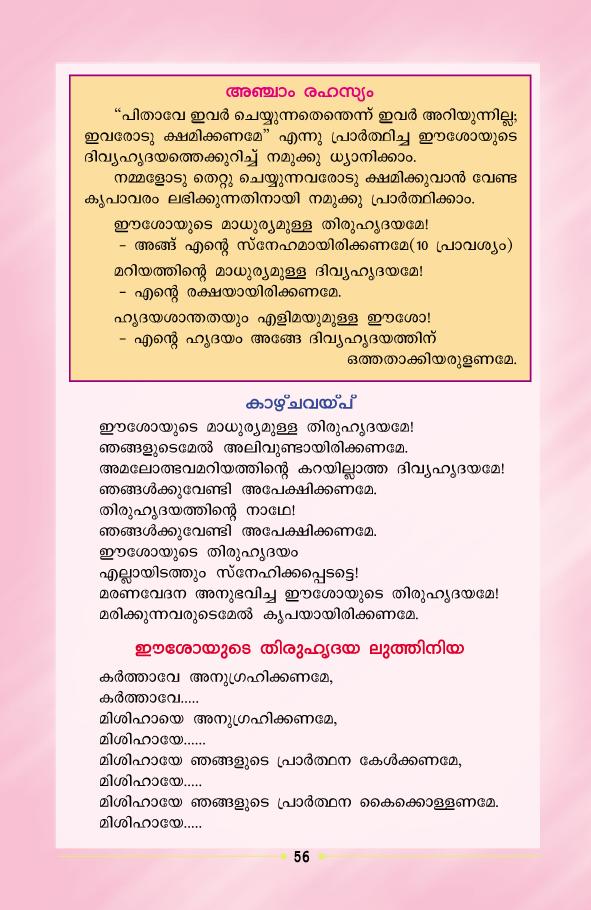 അഞ്ചാം രഹസ്യം
“പിതാവേ ഇവർ ചെയ്യുന്നതെന്തെന്ന് ഇവർ അറിയുന്നില്ല;
ഇവരോടു ക്ഷമിക്കണമേ” എന്നു പ്രാർത്ഥിച്ച ഈശോയുടെ
ദിവ്യഹൃദയത്തെക്കുറിച്ച് നമുക്കു ധ്യാനിക്കാം.
നമ്മളോടു തെറ്റു ചെയ്യുന്നവരോടു ക്ഷമിക്കുവാൻ വേണ്ട
കൃപാവരം ലഭിക്കുന്നതിനായി നമുക്കു പ്രാർത്ഥിക്കാം.
ഈശോയുടെ മാധുര്യമുള്ള തിരുഹൃദയമേ!
– അങ്ങ് എന്റെ സ്നേഹമായിരിക്കണമേ(10 പ്രാവശ്യം)
മറിയത്തിന്റെ മാധുര്യമുള്ള ദിവ്യഹൃദയമേ!
– എന്റെ രക്ഷയായിരിക്കണമേ.
ഹൃദയശാന്തതയും എളിമയുമുള്ള ഈശോ!
– എന്റെ ഹൃദയം അങ്ങേ ദിവ്യഹൃദയത്തിന്
ഒത്തതാക്കിയരുളണമേ.
കാഴ്ചവയ്പ്
ഈശോയുടെ മാധുര്യമുള്ള തിരുഹൃദയമേ!
ഞങ്ങളുടെമേൽ അലിവുണ്ടായിരിക്കണമേ.
അമലോത്ഭവമറിയത്തിന്റെ കറയില്ലാത്ത ദിവ്യഹൃദയമേ!
ഞങ്ങൾക്കുവേണ്ടി അപേക്ഷിക്കണമേ.
തിരുഹൃദയത്തിന്റെ നാഥേ!
ഞങ്ങൾക്കുവേണ്ടി അപേക്ഷിക്കണമേ.
ഈശോയുടെ തിരുഹൃദയം
എല്ലായിടത്തും സ്നേഹിക്കപ്പെടട്ടെ!
മരണവേദന അനുഭവിച്ച ഈശോയുടെ തിരുഹൃദയമേ!
മരിക്കുന്നവരുടെമേൽ കൃപയായിരിക്കണമേ.
ഈശോയുടെ തിരുഹൃദയ ലുത്തിനിയ
കർത്താവേ അനുഗ്രഹിക്കണമേ,
കർത്താവേ.....
മിശിഹായെ അനുഗ്രഹിക്കണമേ,
മിശിഹായേ......
മിശിഹായേ ഞങ്ങളുടെ പ്രാർത്ഥന കേൾക്കണമേ,
മിശിഹായേ.....
മിശിഹായേ ഞങ്ങളുടെ പ്രാർത്ഥന കൈക്കൊള്ളണമേ.
മിശിഹായേ.....
56